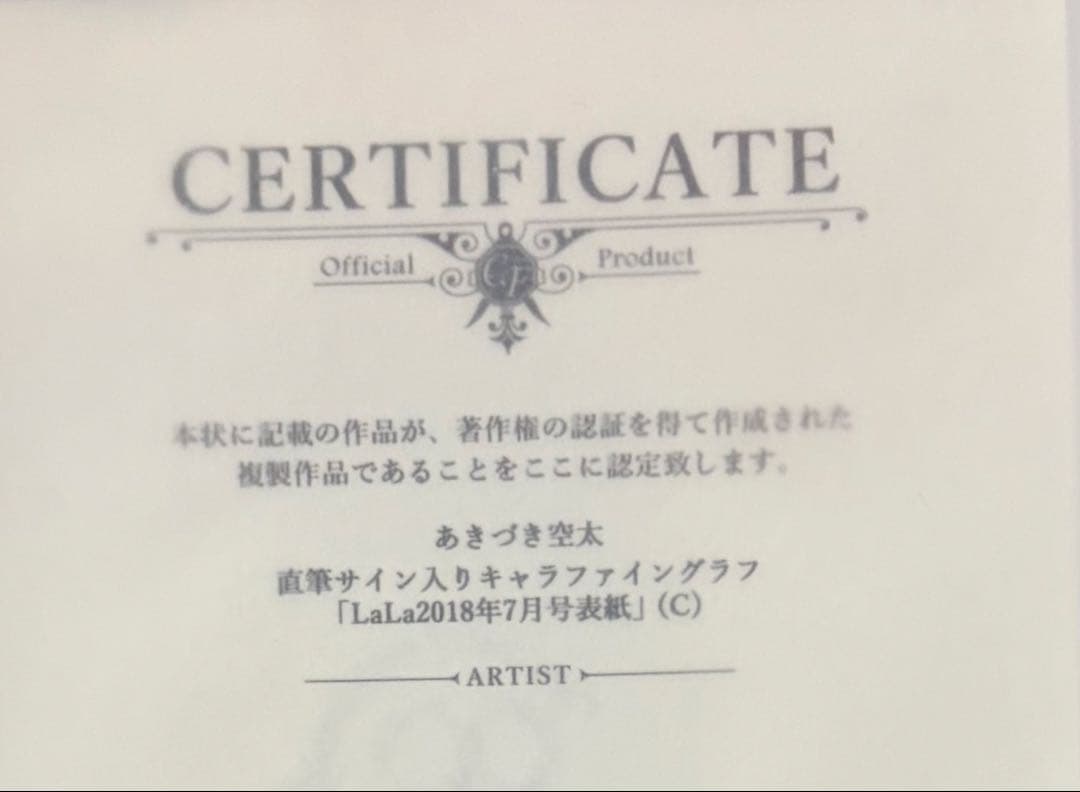 CERTIFICATE
Official Product
CF
本状に記載の作品が、著作権の認証を得て作成された
複製作品であることをここに認定致します。
あきづき空太
直筆サイン入りキャラファイングラフ
「LaLa2018年7月号表紙」(C)
ARTIST